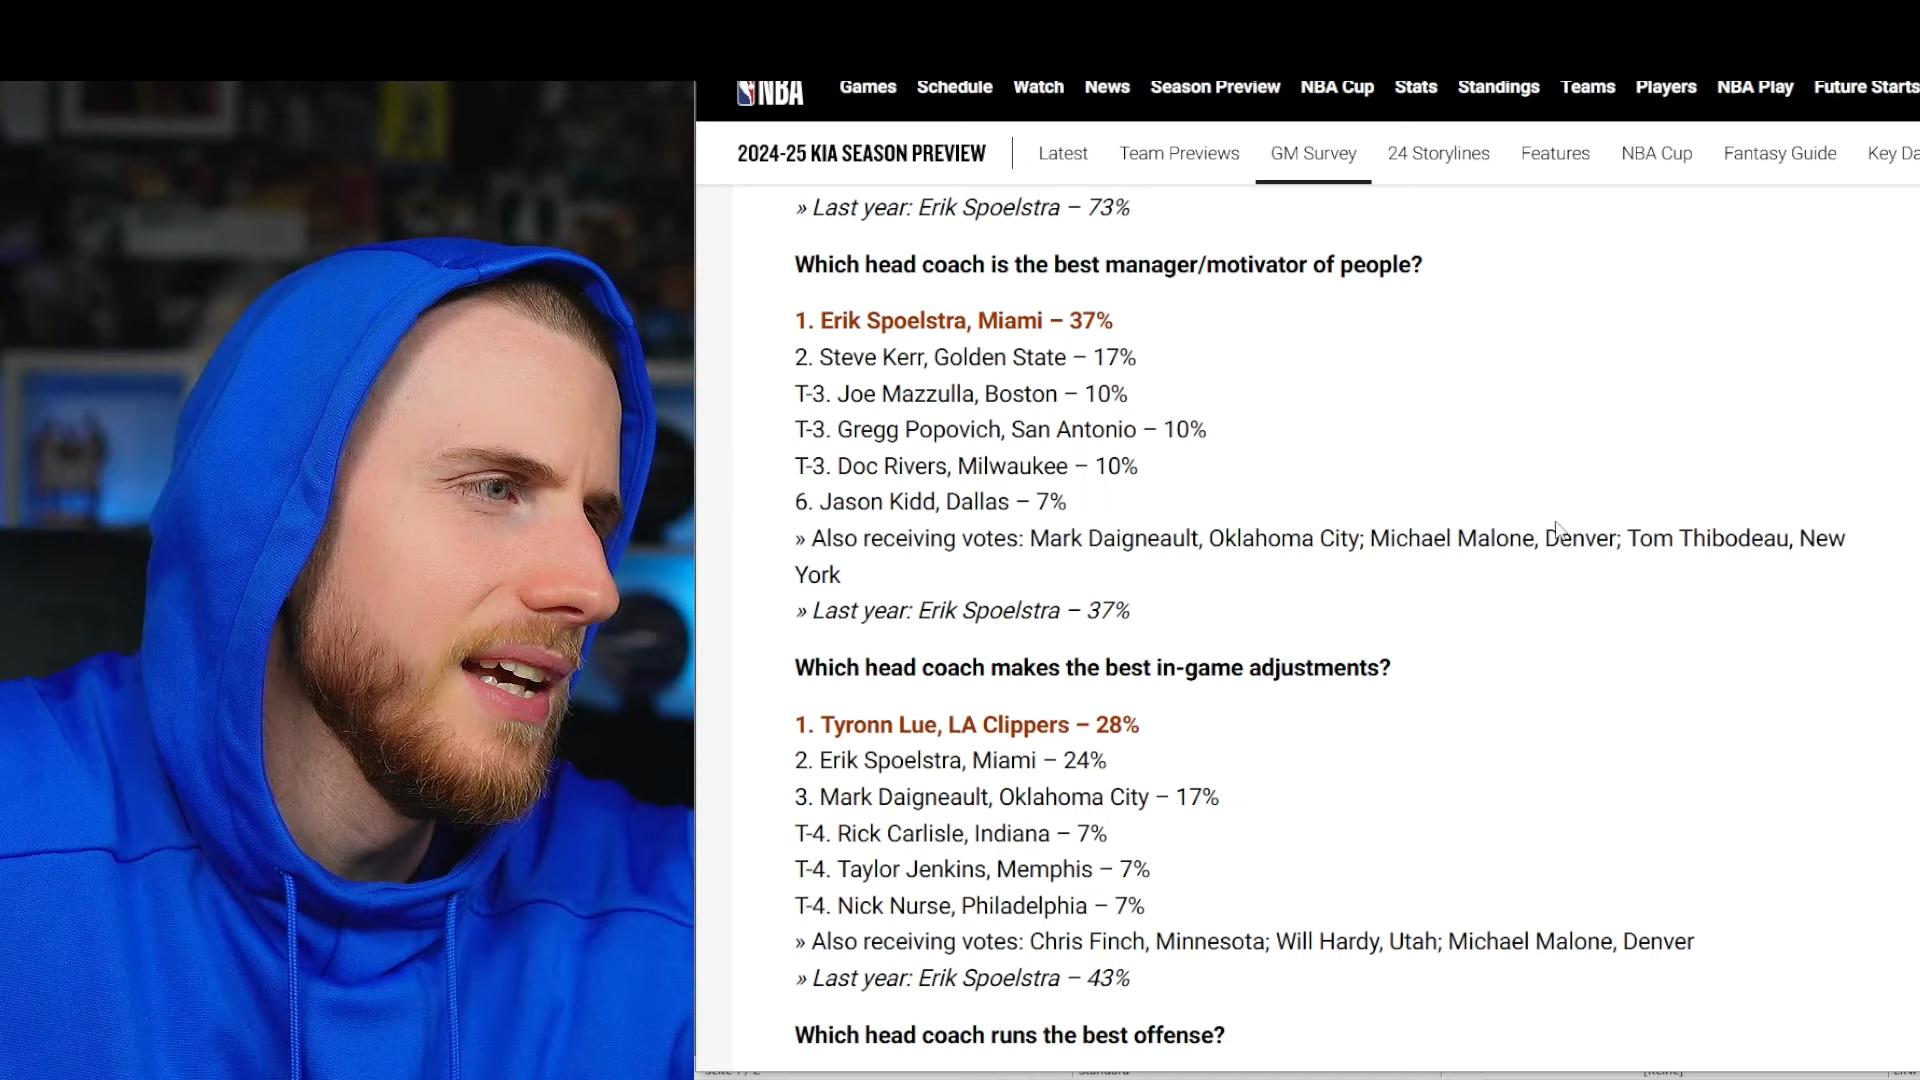 NBA Games Schedule Watch News Season Preview NBA Cup Stats Standings Teams Players NBA Play Future Starts
2024-25 KIA SEASON PREVIEW Latest Team Previews GM Survey 24 Storylines Features NBA Cup Fantasy Guide Key Da
» Last year: Erik Spoelstra – 73%
Which head coach is the best manager/motivator of people?
1. Erik Spoelstra, Miami – 37%
2. Steve Kerr, Golden State – 17%
T-3. Joe Mazzulla, Boston – 10%
T-3. Gregg Popovich, San Antonio – 10%
T-3. Doc Rivers, Milwaukee – 10%
6. Jason Kidd, Dallas – 7%
» Also receiving votes: Mark Daigneault, Oklahoma City; Michael Malone, Denver; Tom Thibodeau, New
York
» Last year: Erik Spoelstra – 37%
Which head coach makes the best in-game adjustments?
1. Tyronn Lue, LA Clippers – 28%
2. Erik Spoelstra, Miami – 24%
3. Mark Daigneault, Oklahoma City – 17%
T-4. Rick Carlisle, Indiana – 7%
T-4. Taylor Jenkins, Memphis – 7%
T-4. Nick Nurse, Philadelphia – 7%
» Also receiving votes: Chris Finch, Minnesota; Will Hardy, Utah; Michael Malone, Denver
» Last year: Erik Spoelstra – 43%
Which head coach runs the best offense?